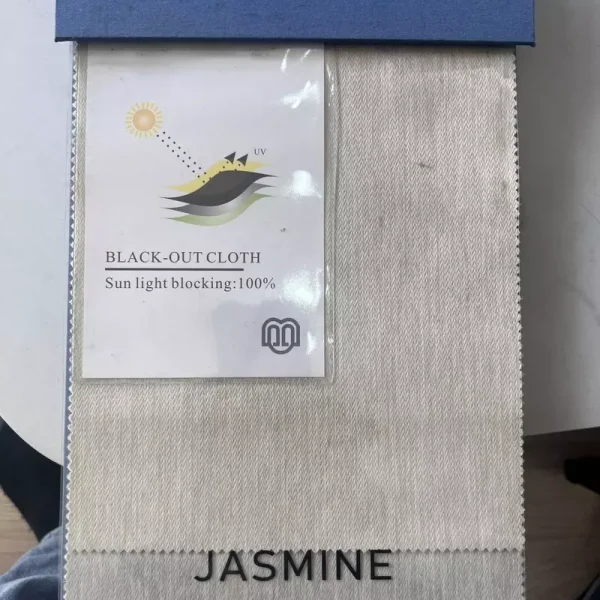 UV
BLACK-OUT CLOTH
Sun light blocking:100%
JASMINE